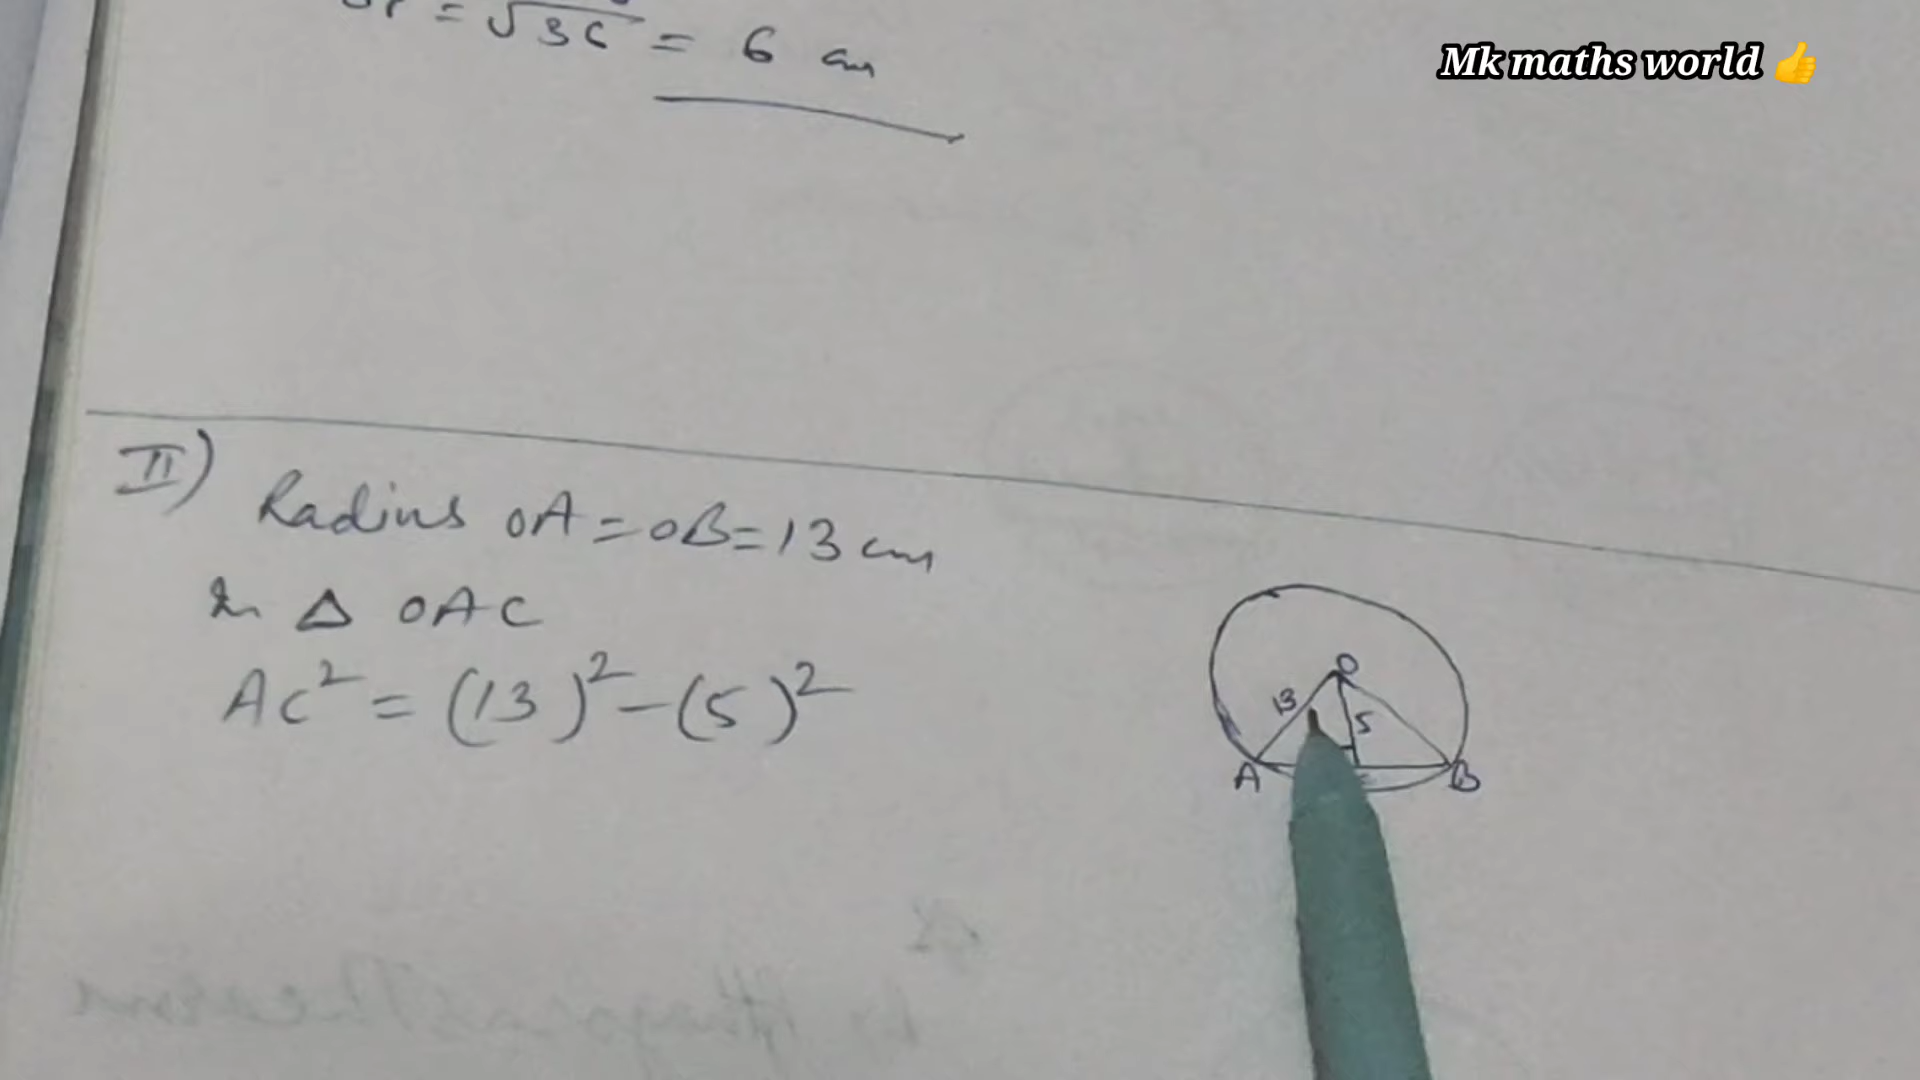 = √36 = 6 cm
Mk maths world 👍
II) Radius OA = OB = 13 cm
In △ OAC
AC² = (13)² - (5)²
O
13
5
A
B